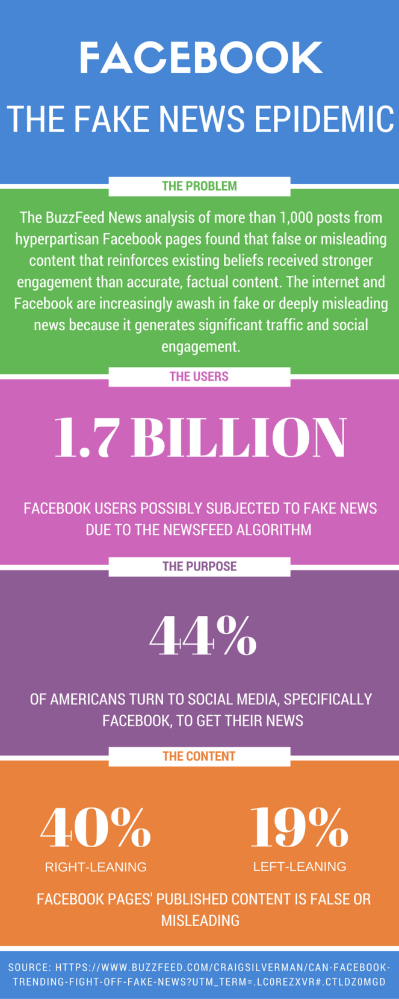 FACEBOOK
THE FAKE NEWS EPIDEMIC
THE PROBLEM
The BuzzFeed News analysis of more than 1,000 posts from
hyperpartisan Facebook pages found that false or misleading
content that reinforces existing beliefs received stronger
engagement than accurate, factual content. The internet and
Facebook are increasingly awash in fake or deeply misleading
news because it generates significant traffic and social
engagement.
THE USERS
1.7 BILLION
FACEBOOK USERS POSSIBLY SUBJECTED TO FAKE NEWS
DUE TO THE NEWSFEED ALGORITHM
THE PURPOSE
44%
OF AMERICANS TURN TO SOCIAL MEDIA, SPECIFICALLY
FACEBOOK, TO GET THEIR NEWS
THE CONTENT
40% 19%
RIGHT-LEANING LEFT-LEANING
FACEBOOK PAGES' PUBLISHED CONTENT IS FALSE OR
MISLEADING
SOURCE: HTTPS://WWW.BUZZFEED.COM/CRAIGSILVERMAN/CAN-FACEBOOK-
TRENDING-FIGHT-OFF-FAKE-NEWS?UTM_TERM=.LC0REZXVR#.CTLDZ0MGD